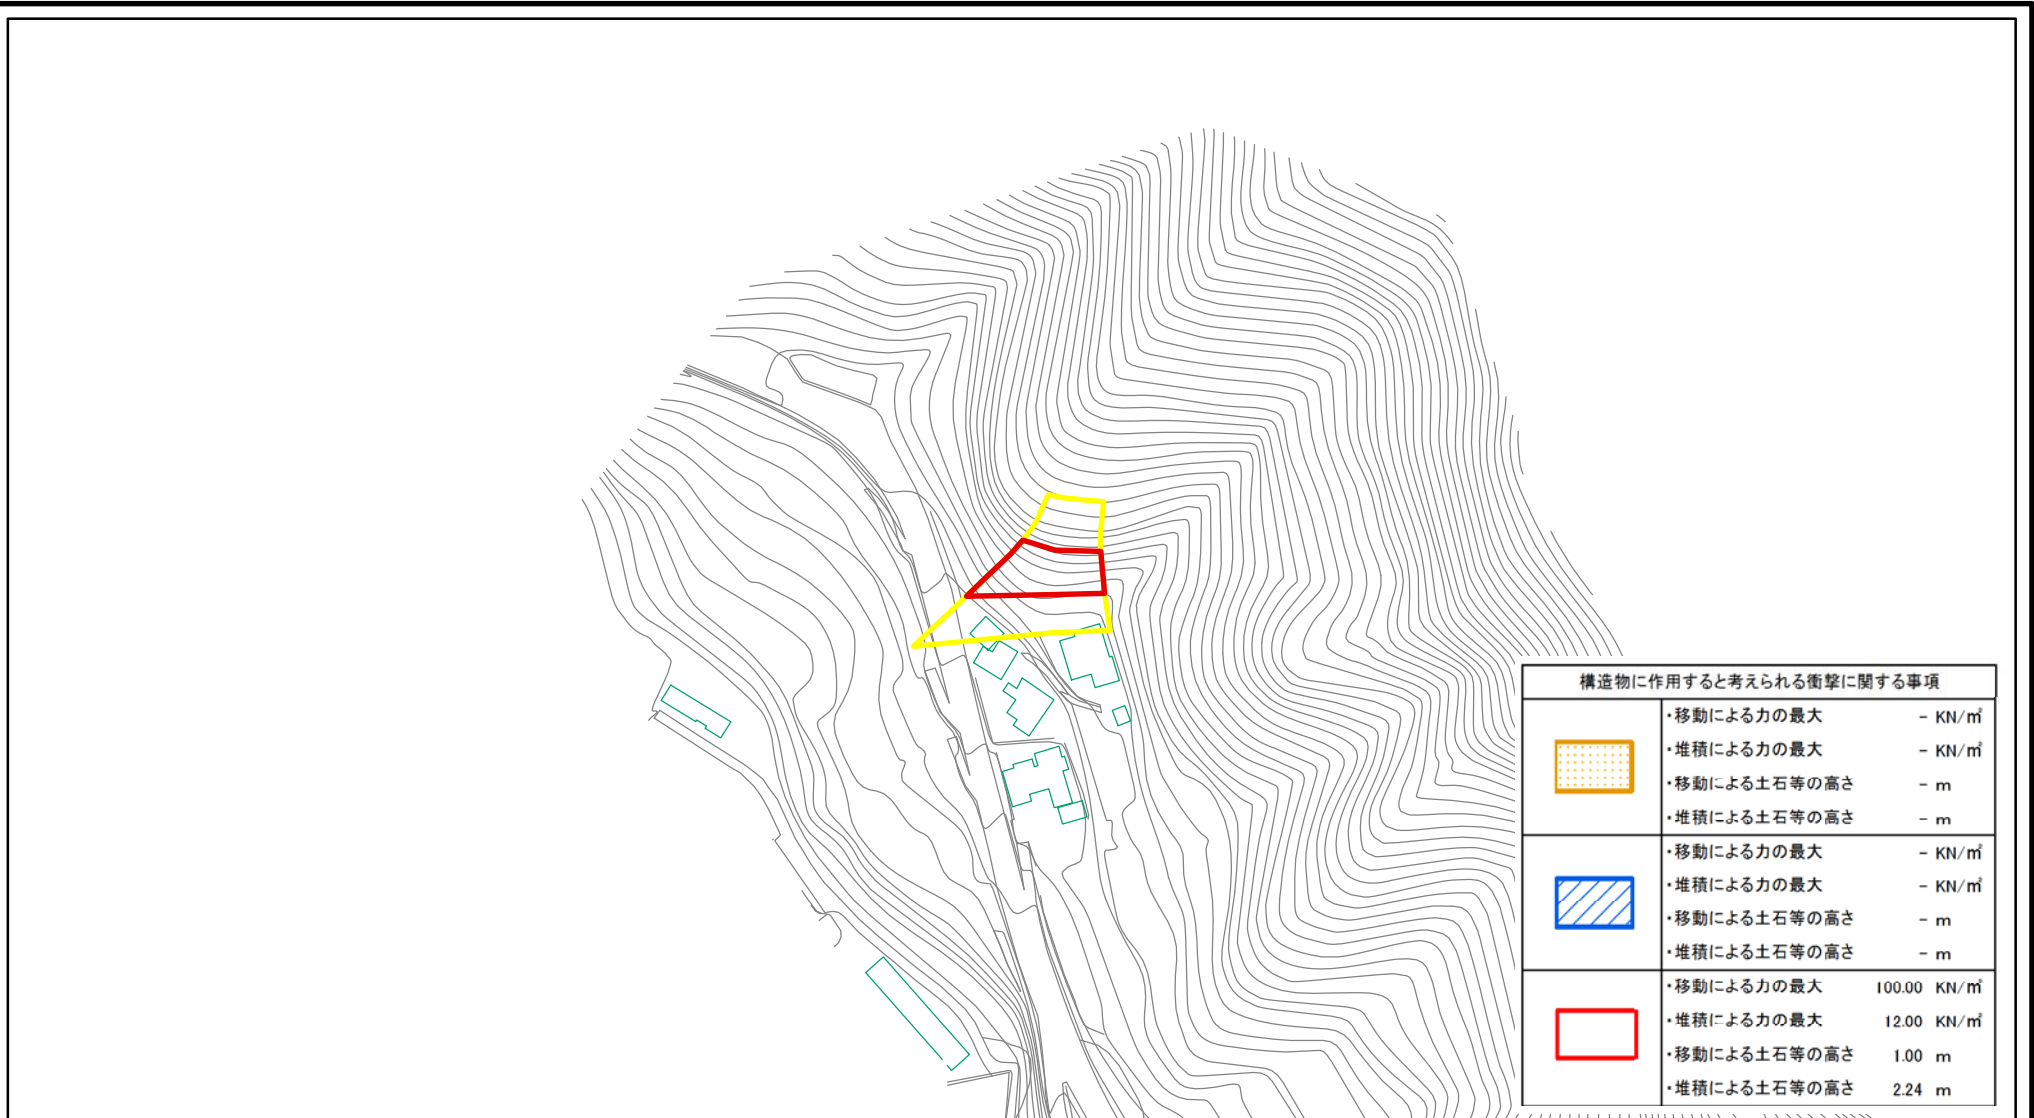 構造物に作用すると考えられる衝撃に関する事項
・移動による力の最大 - KN/㎡
・堆積による力の最大 - KN/㎡
・移動による土石等の高さ - m
・堆積による土石等の高さ - m
・移動による力の最大 - KN/㎡
・堆積による力の最大 - KN/㎡
・移動による土石等の高さ - m
・堆積による土石等の高さ - m
・移動による力の最大 100.00 KN/㎡
・堆積による力の最大 12.00 KN/㎡
・移動による土石等の高さ 1.00 m
・堆積による土石等の高さ 2.24 m